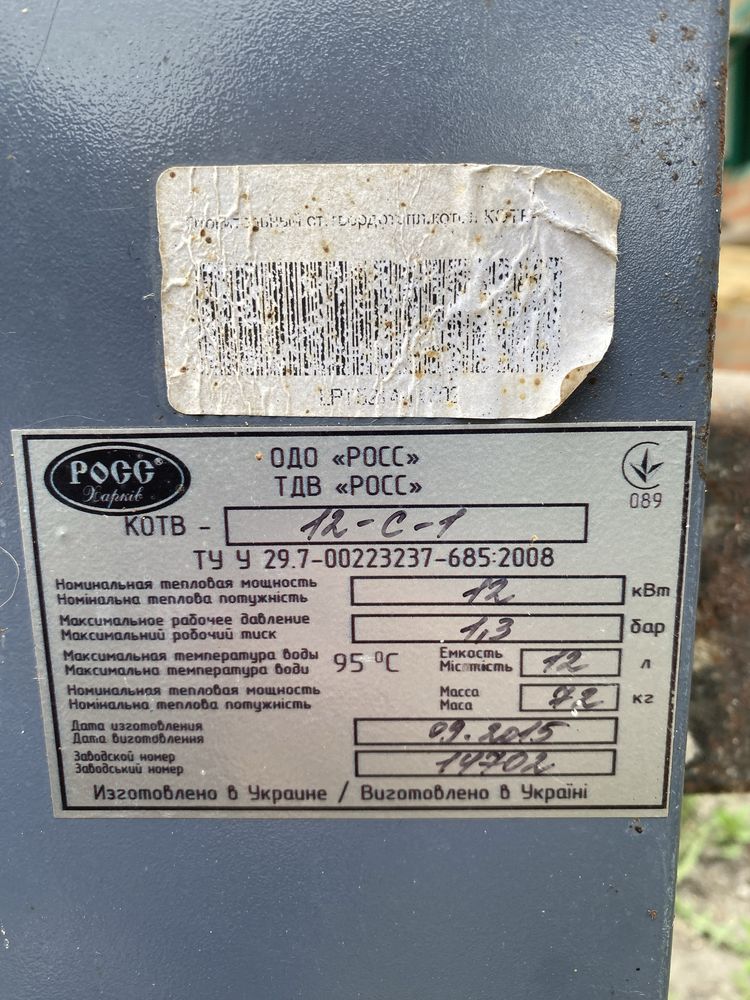 КОТВ
РОСС®
Харків
ОДО «РОСС»
ТДВ «РОСС»
089
КОТВ - 12-С-1
ТУ У 29.7-00223237-685:2008
Номинальная тепловая мощность
Номінальна теплова потужність
12 кВт
Максимальное рабочее давление
Максимальний робочий тиск
1,3 бар
Максимальная температура воды
Максимальна температура води
95 °С
Емкость
Місткість
12 л
Номинальная тепловая мощность
Номінальна теплова потужність
Масса
Маса
72 кг
Дата изготовления
Дата виготовлення
09.2015
Заводской номер
Заводський номер
14702
Изготовлено в Украине / Виготовлено в Україні